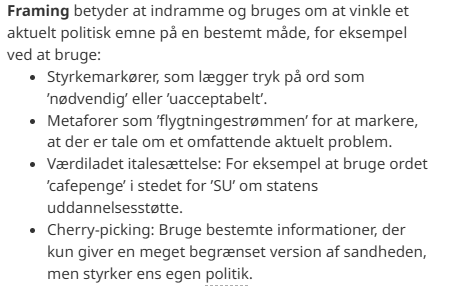 Framing betyder at indramme og bruges om at vinkle et
aktuelt politisk emne på en bestemt måde, for eksempel
ved at bruge:
• Styrkemarkører, som lægger tryk på ord som
’nødvendig’ eller ’uacceptabelt’.
• Metaforer som ’flygtningestrømmen’ for at markere,
at der er tale om et omfattende aktuelt problem.
• Værdiladet italesættelse: For eksempel at bruge ordet
’cafepenge’ i stedet for ’SU’ om statens
uddannelsesstøtte.
• Cherry-picking: Bruge bestemte informationer, der
kun giver en meget begrænset version af sandheden,
men styrker ens egen politik.